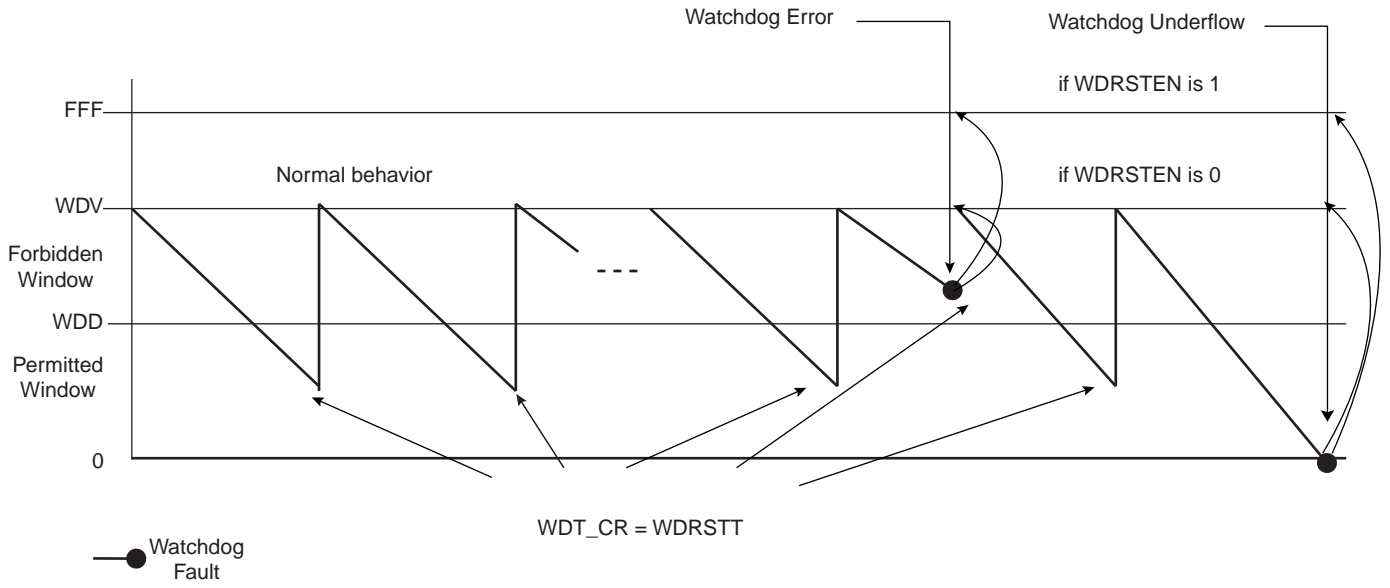 Watchdog Error
Watchdog Underflow
if WDRSTEN is 1
FFF
Normal behavior
if WDRSTEN is 0
WDV
Forbidden
Window
WDD
Permitted
Window
0
WDT_CR = WDRSTT
Watchdog
Fault